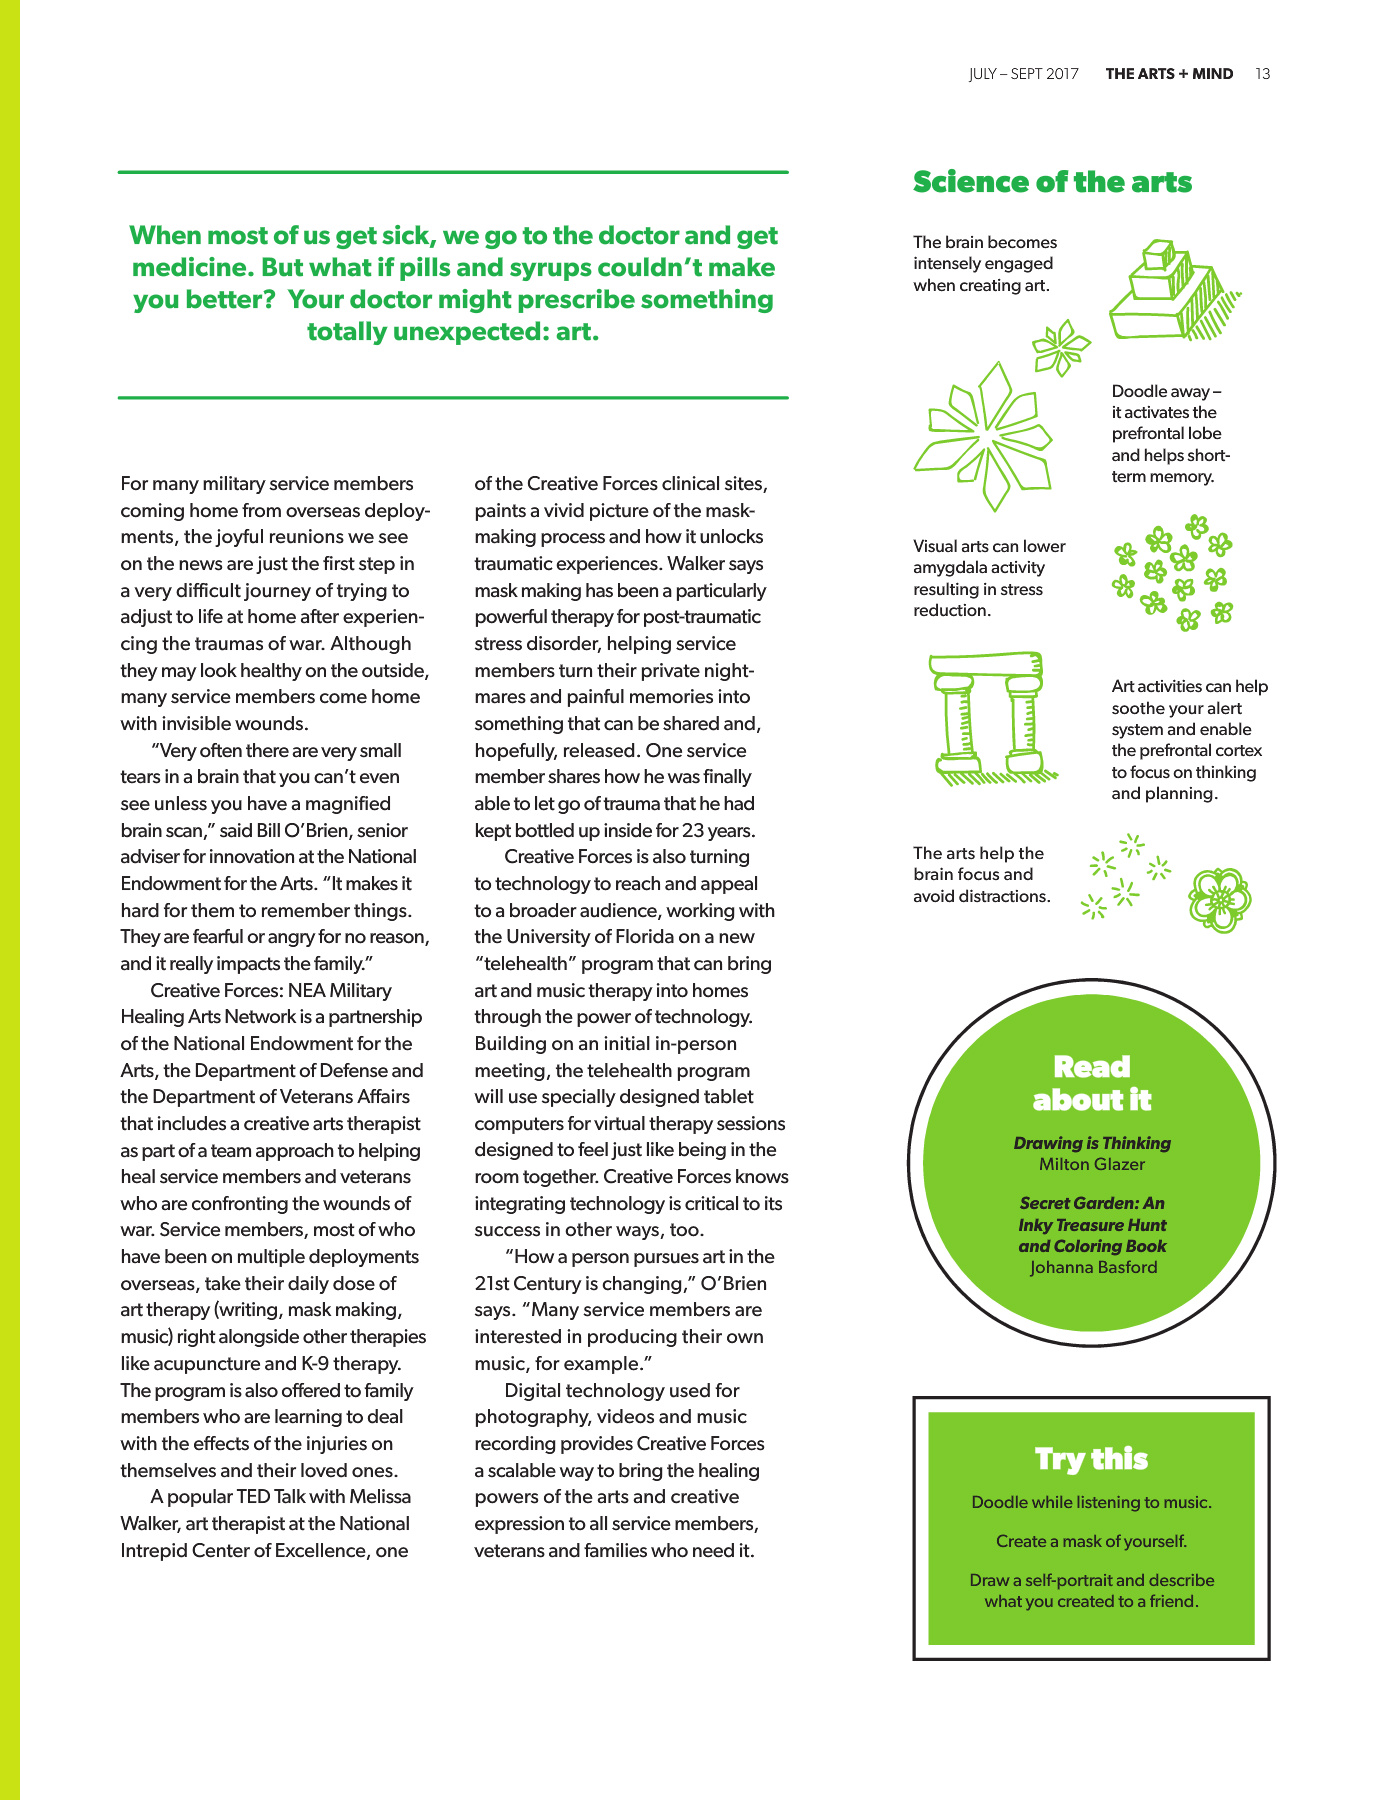 JULY – SEPT 2017 THE ARTS + MIND 13
When most of us get sick, we go to the doctor and get
medicine. But what if pills and syrups couldn’t make
you better?  Your doctor might prescribe something
totally unexpected: art.
For many military service members
coming home from overseas deploy-
ments, the joyful reunions we see
on the news are just the first step in
a very difficult journey of trying to
adjust to life at home after experien-
cing the traumas of war. Although
they may look healthy on the outside,
many service members come home
with invisible wounds.
“Very often there are very small
tears in a brain that you can’t even
see unless you have a magnified
brain scan,” said Bill O’Brien, senior
adviser for innovation at the National
Endowment for the Arts. “It makes it
hard for them to remember things.
They are fearful or angry for no reason,
and it really impacts the family.”
Creative Forces: NEA Military
Healing Arts Network is a partnership
of the National Endowment for the
Arts, the Department of Defense and
the Department of Veterans Affairs
that includes a creative arts therapist
as part of a team approach to helping
heal service members and veterans
who are confronting the wounds of
war. Service members, most of who
have been on multiple deployments
overseas, take their daily dose of
art therapy (writing, mask making,
music) right alongside other therapies
like acupuncture and K-9 therapy.
The program is also offered to family
members who are learning to deal
with the effects of the injuries on
themselves and their loved ones.
A popular TED Talk with Melissa
Walker, art therapist at the National
Intrepid Center of Excellence, one
of the Creative Forces clinical sites,
paints a vivid picture of the mask-
making process and how it unlocks
traumatic experiences. Walker says
mask making has been a particularly
powerful therapy for post-traumatic
stress disorder, helping service
members turn their private night-
mares and painful memories into
something that can be shared and,
hopefully, released. One service
member shares how he was finally
able to let go of trauma that he had
kept bottled up inside for 23 years.
Creative Forces is also turning
to technology to reach and appeal
to a broader audience, working with
the University of Florida on a new
“telehealth” program that can bring
art and music therapy into homes
through the power of technology.
Building on an initial in-person
meeting, the telehealth program
will use specially designed tablet
computers for virtual therapy sessions
designed to feel just like being in the
room together. Creative Forces knows
integrating technology is critical to its
success in other ways, too.
“How a person pursues art in the
21st Century is changing,” O’Brien
says. “Many service members are
interested in producing their own
music, for example.”
Digital technology used for
photography, videos and music
recording provides Creative Forces
a scalable way to bring the healing
powers of the arts and creative
expression to all service members,
veterans and families who need it.
Science of the arts
The brain becomes
intensely engaged
when creating art.
Doodle away –
it activates the
prefrontal lobe
and helps short-
term memory.
Visual arts can lower
amygdala activity
resulting in stress
reduction.
Art activities can help
soothe your alert
system and enable
the prefrontal cortex
to focus on thinking
and planning.
The arts help the
brain focus and
avoid distractions.
Read
about it
Drawing is Thinking
Milton Glazer
Secret Garden: An
Inky Treasure Hunt
and Coloring Book
Johanna Basford
Try this
Doodle while listening to music.
Create a mask of yourself.
Draw a self-portrait and describe
what you created to a friend.